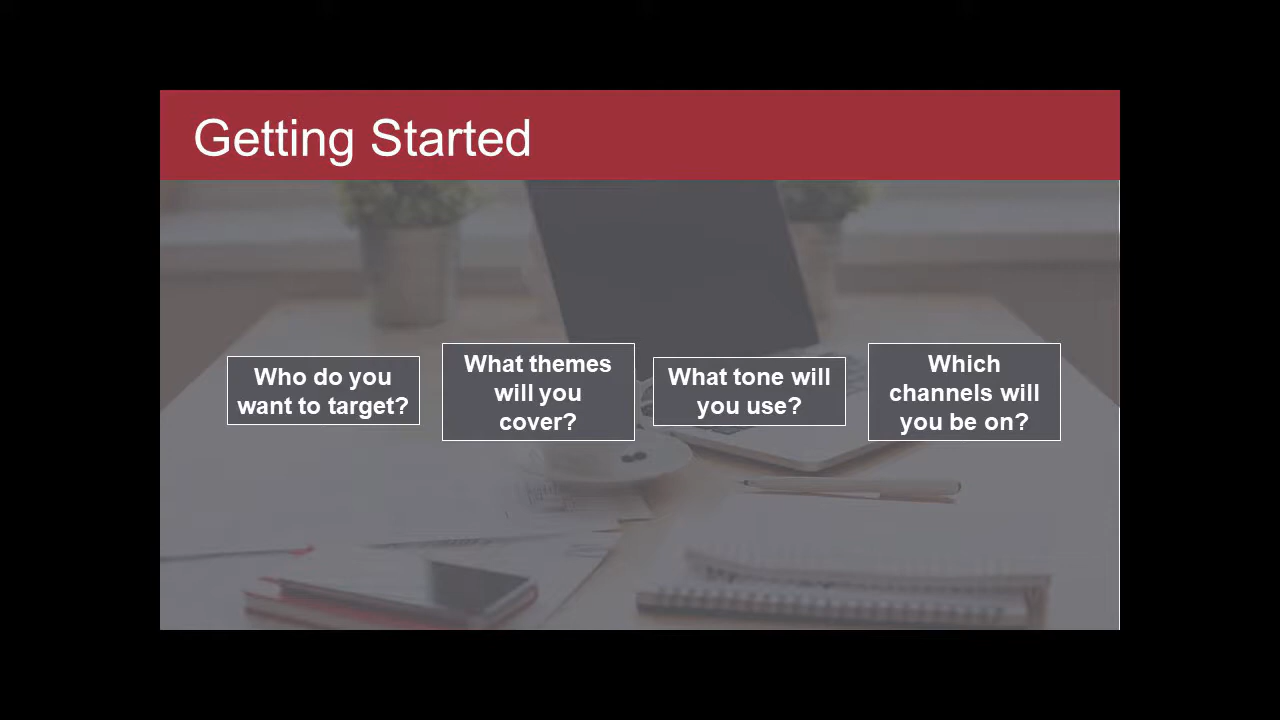 Getting Started
Who do you
want to target?
What themes
will you
cover?
What tone will
you use?
Which
channels will
you be on?